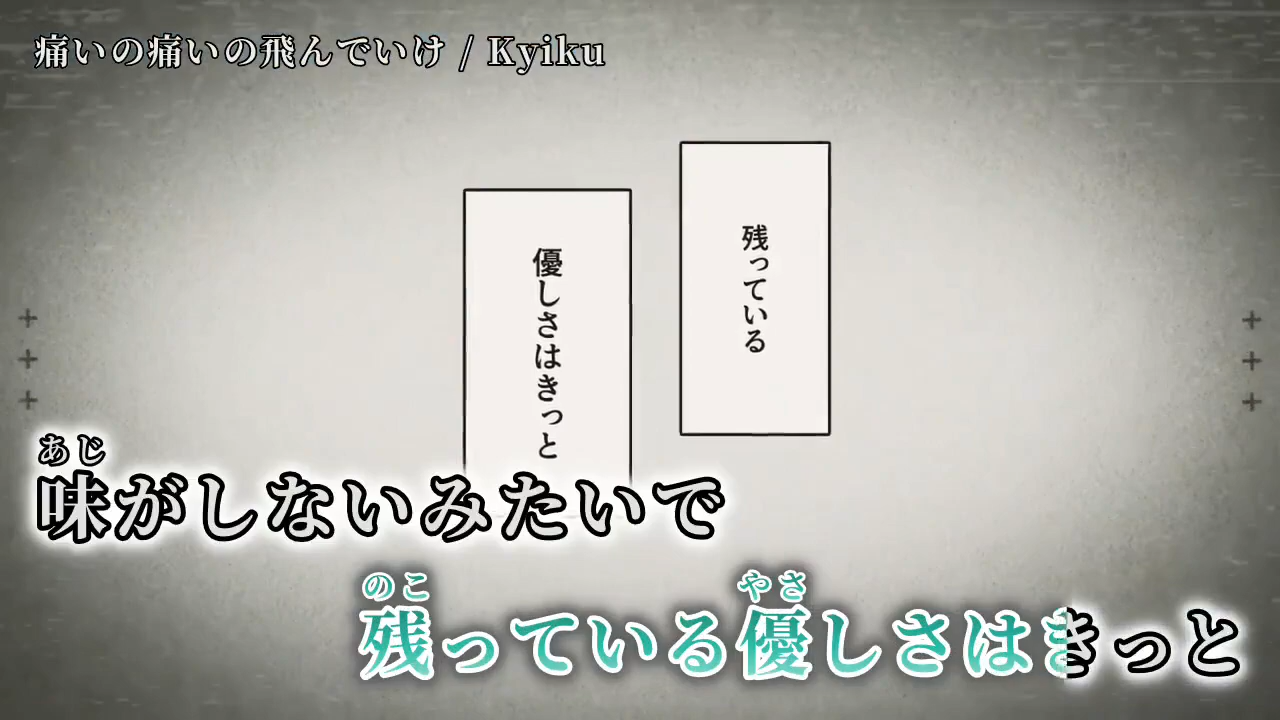 痛いの痛いの飛んでいけ / Kyiku
残っている
優しさはきっと
あじ
味がしないみたいで
のこ やさ
残っている優しさはきっと